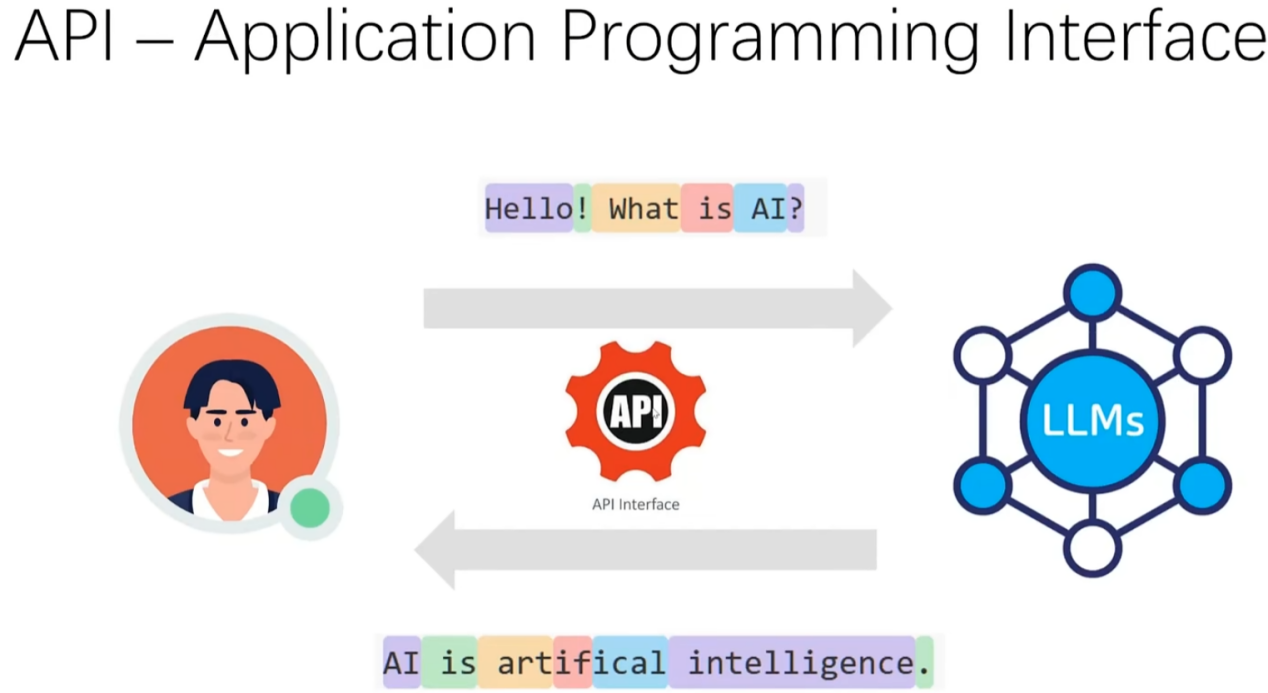 API – Application Programming Interface
Hello! What is AI?
API
API Interface
LLMs
AI is artifical intelligence.